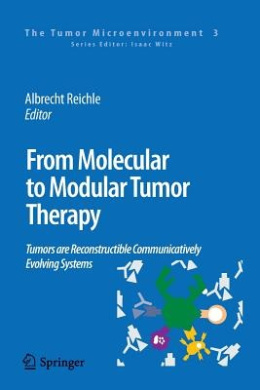 The Tumor Microenvironment 3
Series Editor: Isaac Witz
Albrecht Reichle
Editor
From Molecular
to Modular Tumor
Therapy
Tumors are Reconstructible Communicatively
Evolving Systems
Springer